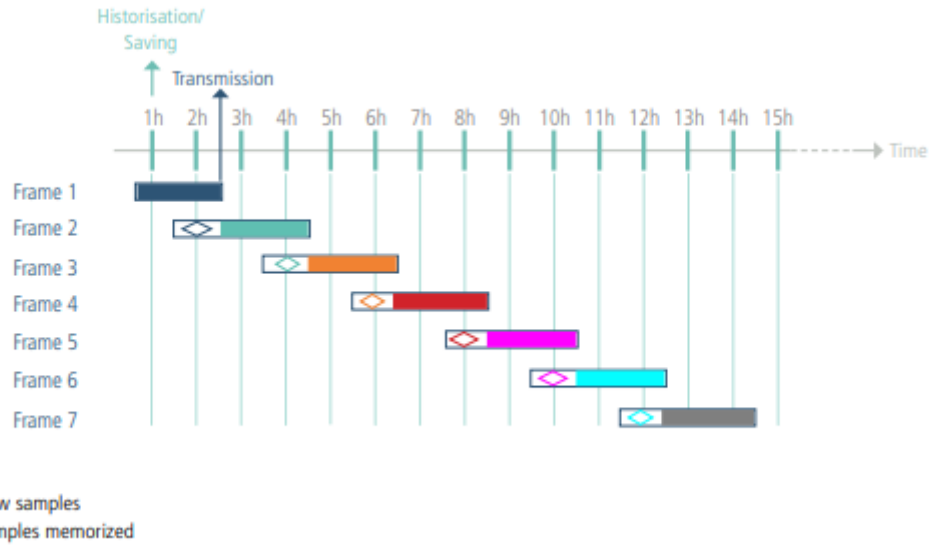 Historisation/
Saving
Transmission
1h 2h 3h 4h 5h 6h 7h 8h 9h 10h 11h 12h 13h 14h 15h
Time
Frame 1
Frame 2
Frame 3
Frame 4
Frame 5
Frame 6
Frame 7
samples
memorized